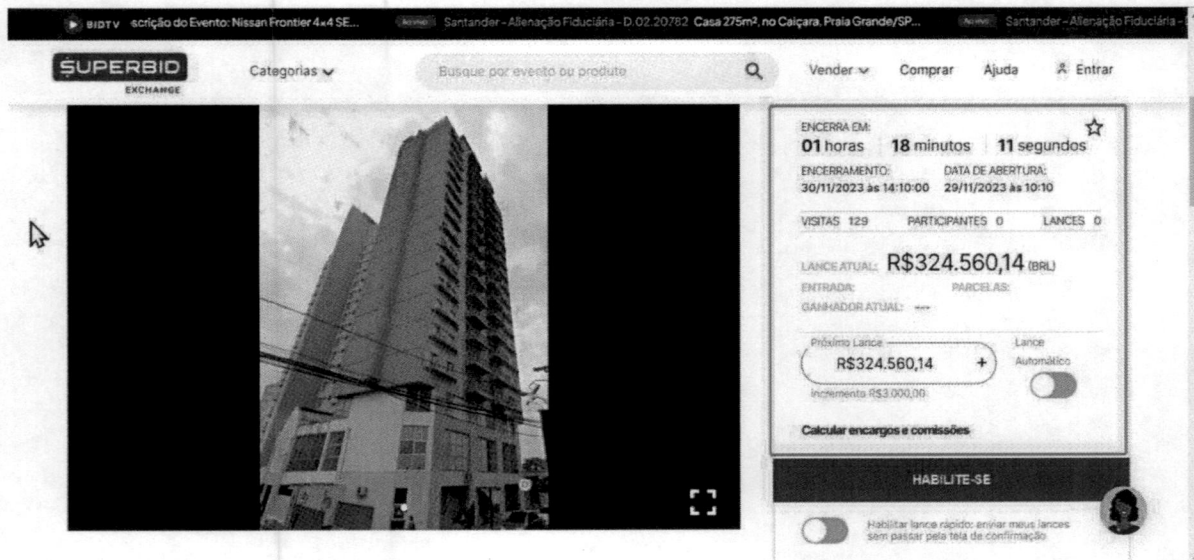 BIDTV scrição do Evento: Nissan Frontier 4x4 SE... Ao vivo Santander - Alienação Fiduciária - D.02.20782 Casa 275m², no Caiçara, Praia Grande/SP... Ao vivo Santander - Alienação Fiduciária -
SUPERBID
EXCHANGE
Categorias
Busque por evento ou produto
Vender Comprar Ajuda Entrar
ENCERRA EM:
01 horas 18 minutos 11 segundos
ENCERRAMENTO: DATA DE ABERTURA:
30/11/2023 às 14:10:00 29/11/2023 às 10:10
VISITAS 129 PARTICIPANTES 0 LANCES 0
LANCE ATUAL: R$324.560,14 (BRL)
ENTRADA: PARCELAS:
GANHADOR ATUAL: ---
Próximo Lance Lance
R$324.560,14 + Automático
Incremento R$3.000,00
Calcular encargos e comissões
HABILITE-SE
Habilitar lance rápido: enviar meus lances
sem passar pela tela de confirmação